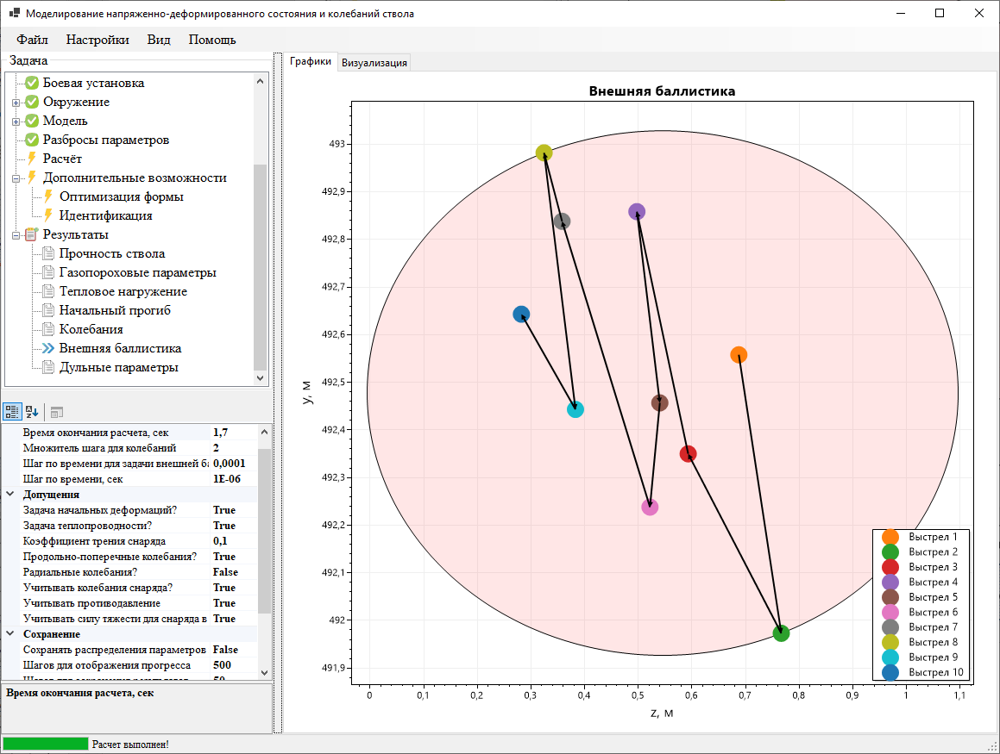 Моделирование напряженно-деформированного состояния и колебаний ствола
Файл Настройки Вид Помощь
Задача
Боевая установка
Окружение
Модель
Разбросы параметров
Расчёт
Дополнительные возможности
Оптимизация формы
Идентификация
Результаты
Прочность ствола
Газопороховые параметры
Тепловое нагружение
Начальный прогиб
Колебания
Внешняя баллистика
Дульные параметры
Время окончания расчета, сек 1,7
Множитель шага для колебаний 2
Шаг по времени для задачи внешней ба 0,0001
Шаг по времени, сек 1E-06
Допущения
Задача начальных деформаций? True
Задача теплопроводности? True
Коэффициент трения снаряда 0,1
Продольно-поперечные колебания? True
Радиальные колебания? False
Учитывать колебания снаряда? True
Учитывать противодавление True
Учитывать силу тяжести для снаряда в True
Сохранение
Сохранять распределения параметров False
Шагов для отображения прогресса 500
Время окончания расчета, сек
Расчет выполнен!
Графики Визуализация
Внешняя баллистика
493
492,9
492,8
492,7
492,6
492,5
492,4
492,3
492,2
492,1
492
491,9
y, м
0 0,1 0,2 0,3 0,4 0,5 0,6 0,7 0,8 0,9 1 1,1
z, м
Выстрел 1
Выстрел 2
Выстрел 3
Выстрел 4
Выстрел 5
Выстрел 6
Выстрел 7
Выстрел 8
Выстрел 9
Выстрел 10